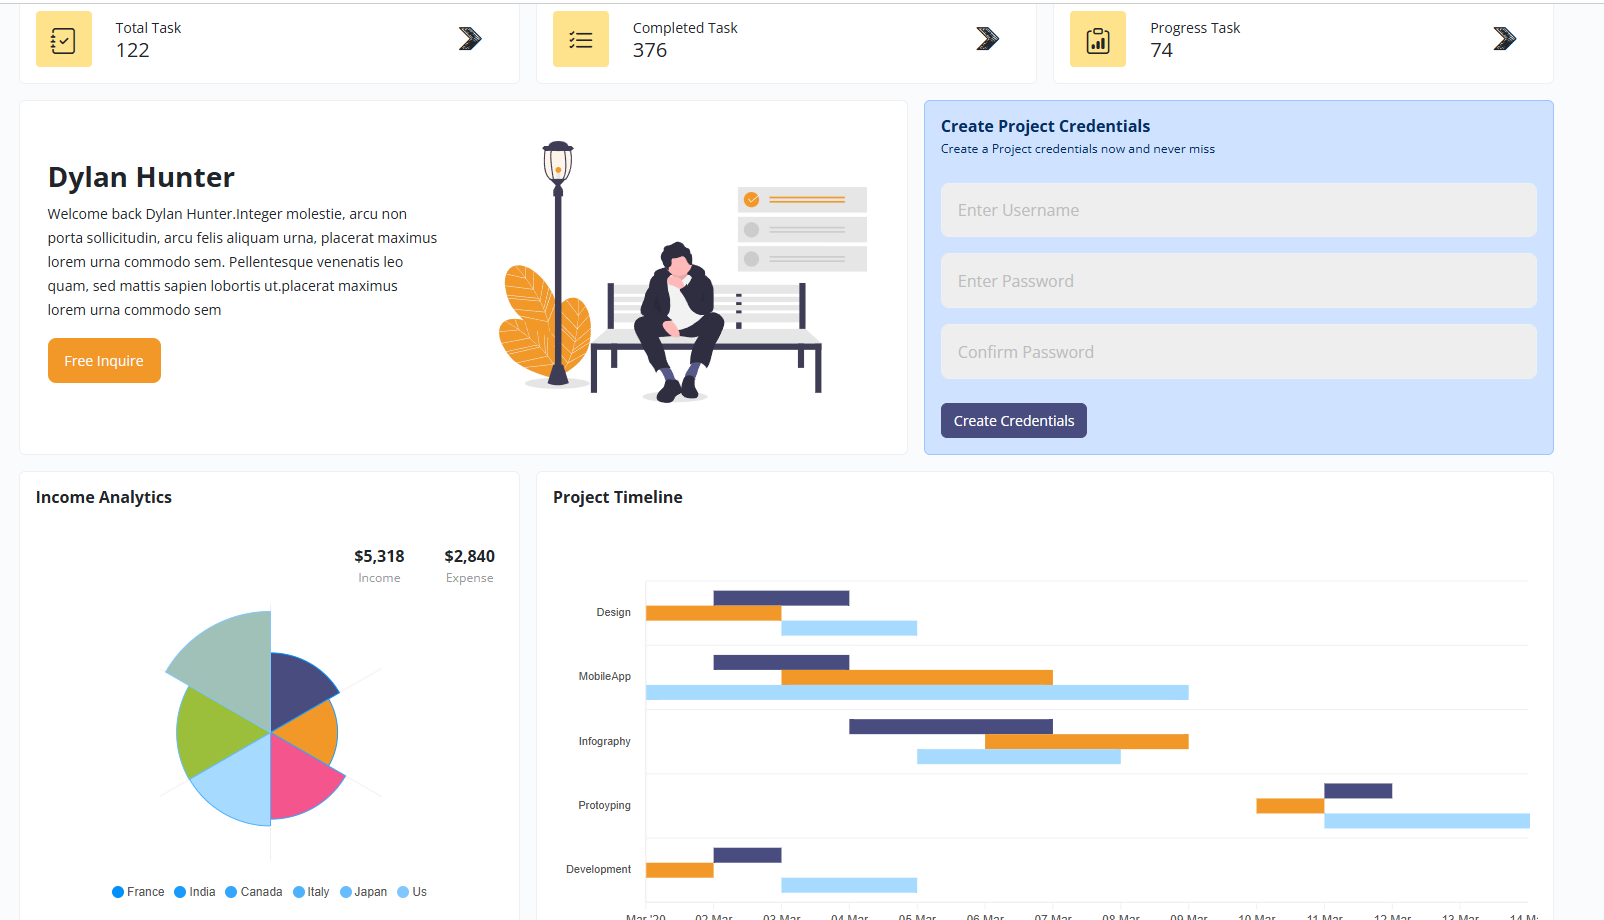 Total Task
122
Completed Task
376
Progress Task
74
Dylan Hunter
Welcome back Dylan Hunter.Integer molestie, arcu non
porta sollicitudin, arcu felis aliquam urna, placerat maximus
lorem urna commodo sem. Pellentesque venenatis leo
quam, sed mattis sapien lobortis ut.placerat maximus
lorem urna commodo sem
Free Inquire
Create Project Credentials
Create a Project credentials now and never miss
Enter Username
Enter Password
Confirm Password
Create Credentials
Income Analytics
$5,318
Income
$2,840
Expense
France India Canada Italy Japan Us
Project Timeline
Design
MobileApp
Infography
Protoyping
Development
Mar '20 02 Mar 03 Mar 04 Mar 05 Mar 06 Mar 07 Mar 08 Mar 09 Mar 10 Mar 11 Mar 12 Mar 13 Mar 14